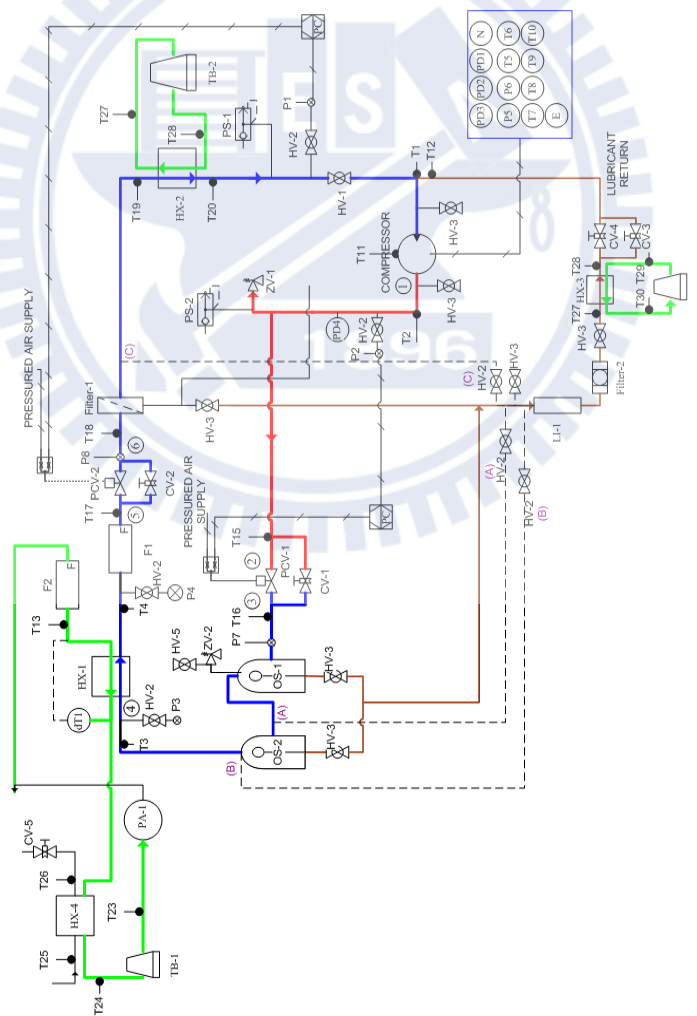 PRESSURED AIR SUPPLY
PC
TB-2
T27
T28
PS-1
P1
HV-2
HX-2
T19
T20
HV-1
T1
T12
N
PD1
PD2
PD3
T6
T5
P6
P5
T10
T9
T8
T7
E
COMPRESSOR
T11
1
HV-3
HV-3
PS-2
ZV-1
(PD4)
HV-2
P2
T2
(C)
Filter-1
T18
P8
6
PCV-2
CV-2
T17
5
F
F1
HV-2
P4
T4
HV-3
PRESSURED AIR
SUPPLY
PC
T15
2
PCV-1
CV-1
3
T16
P7
HV-5
ZV-2
OS-1
HV-3
(A)
OS-2
HV-3
(B)
(C)
HV-2
HV-3
(A)
HV-2
HV-2
(B)
LI-1
Filter-2
HV-3
T27
HX-3
T28
CV-4
CV-3
LUBRICANT
RETURN
T30
T29
F
F2
T13
HX-1
4
HV-2
P3
T3
PA-1
CV-5
T26
HX-4
T25
T24
T23
TB-1
ES
1896
8